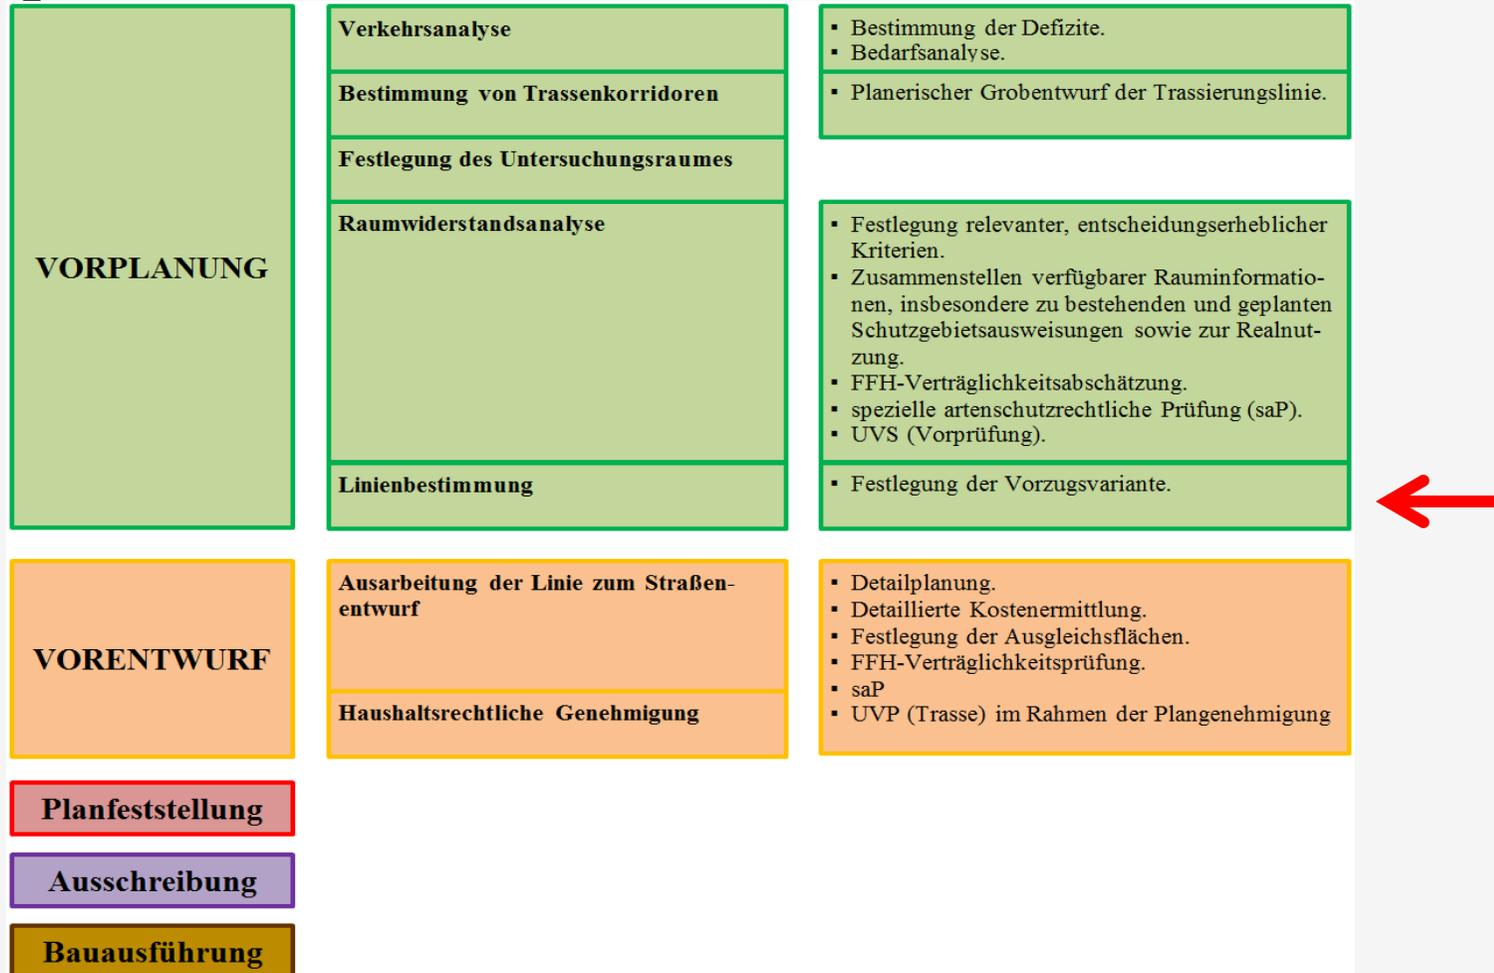 VORPLANUNG
Verkehrsanalyse
▪ Bestimmung der Defizite.
▪ Bedarfsanalyse.
Bestimmung von Trassenkorridoren
▪ Planerischer Grobentwurf der Trassierungslinie.
Festlegung des Untersuchungsraumes
Raumwiderstandsanalyse
▪ Festlegung relevanter, entscheidungserheblicher
Kriterien.
▪ Zusammenstellen verfügbarer Rauminformatio-
nen, insbesondere zu bestehenden und geplanten
Schutzgebietsausweisungen sowie zur Realnut-
zung.
▪ FFH-Verträglichkeitsabschätzung.
▪ spezielle artenschutzrechtliche Prüfung (saP).
▪ UVS (Vorprüfung).
Linienbestimmung
▪ Festlegung der Vorzugsvariante.
VORENTWURF
Ausarbeitung der Linie zum Straßen-
entwurf
Haushaltsrechtliche Genehmigung
▪ Detailplanung.
▪ Detaillierte Kostenermittlung.
▪ Festlegung der Ausgleichsflächen.
▪ FFH-Verträglichkeitsprüfung.
▪ saP
▪ UVP (Trasse) im Rahmen der Plangenehmigung
Planfeststellung
Ausschreibung
Bauausführung